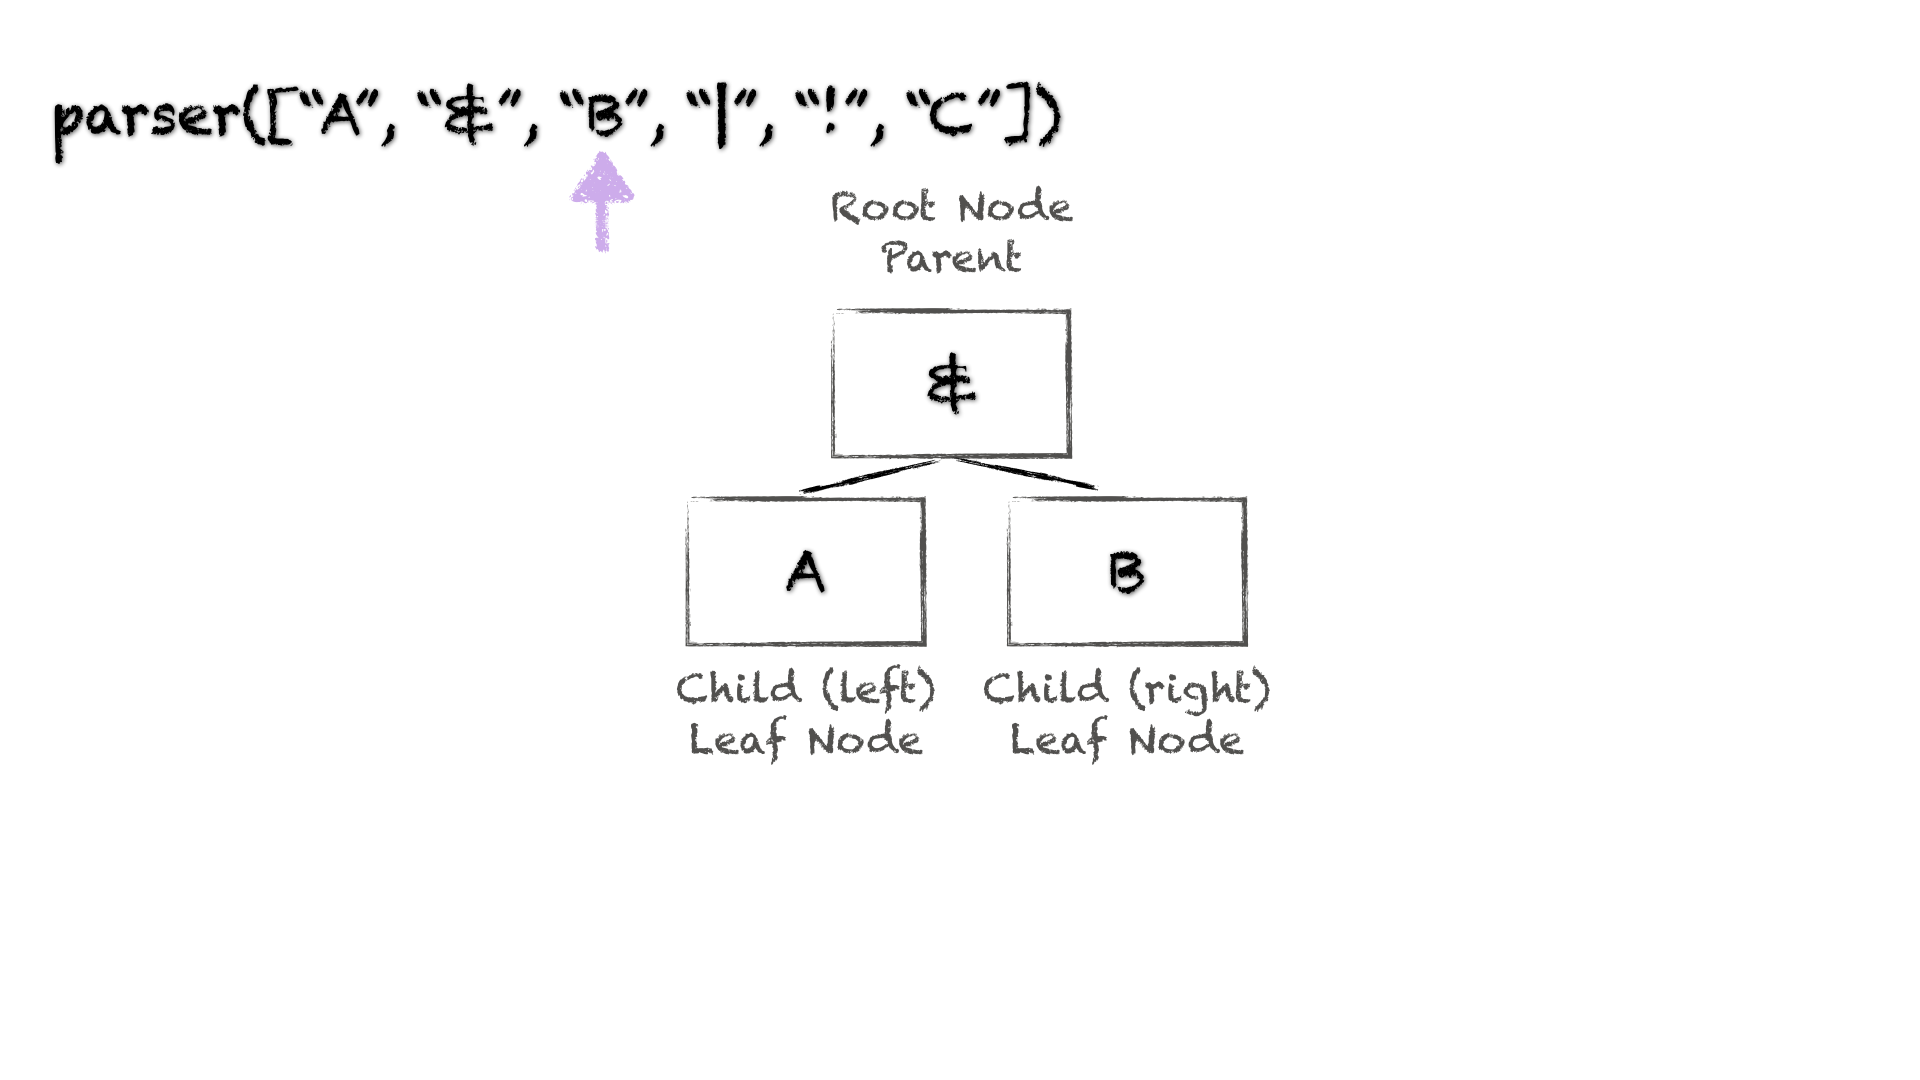 parser([“A”, “&”, “B”, “|”, “!”, “C”])
Root Node
Parent
&
A
B
Child (left)
Leaf Node
Child (right)
Leaf Node